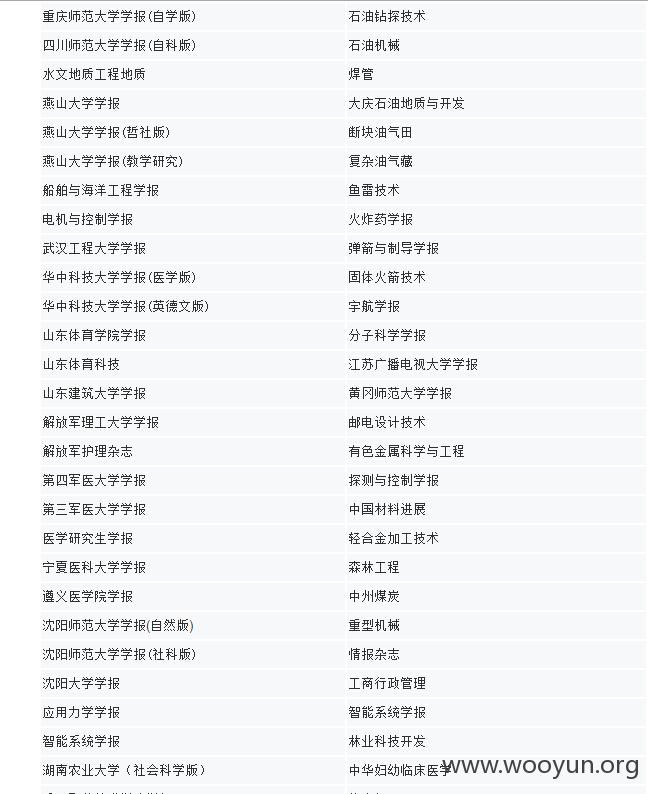 重庆师范大学学报(自学版) 石油钻探技术
四川师范大学学报(自科版) 石油机械
水文地质工程地质 焊管
燕山大学学报 大庆石油地质与开发
燕山大学学报(哲社版) 断块油气田
燕山大学学报(教学研究) 复杂油气藏
船舶与海洋工程学报 鱼雷技术
电机与控制学报 火炸药学报
武汉工程大学学报 弹箭与制导学报
华中科技大学学报(医学版) 固体火箭技术
华中科技大学学报(英德文版) 宇航学报
山东体育学院学报 分子科学学报
山东体育科技 江苏广播电视大学学报
山东建筑大学学报 黄冈师范大学学报
解放军理工大学学报 邮电设计技术
解放军护理杂志 有色金属科学与工程
第四军医大学学报 探测与控制学报
第三军医大学学报 中国材料进展
医学研究生学报 轻合金加工技术
宁夏医科大学学报 森林工程
遵义医学院学报 中州煤炭
沈阳师范大学学报(自然版) 重型机械
沈阳师范大学学报(社科版) 情报杂志
沈阳大学学报 工商行政管理
应用力学学报 智能系统学报
智能系统学报 林业科技开发
湖南农业大学（社会科学版） 中华妇幼临床医学
www.wooyun.org